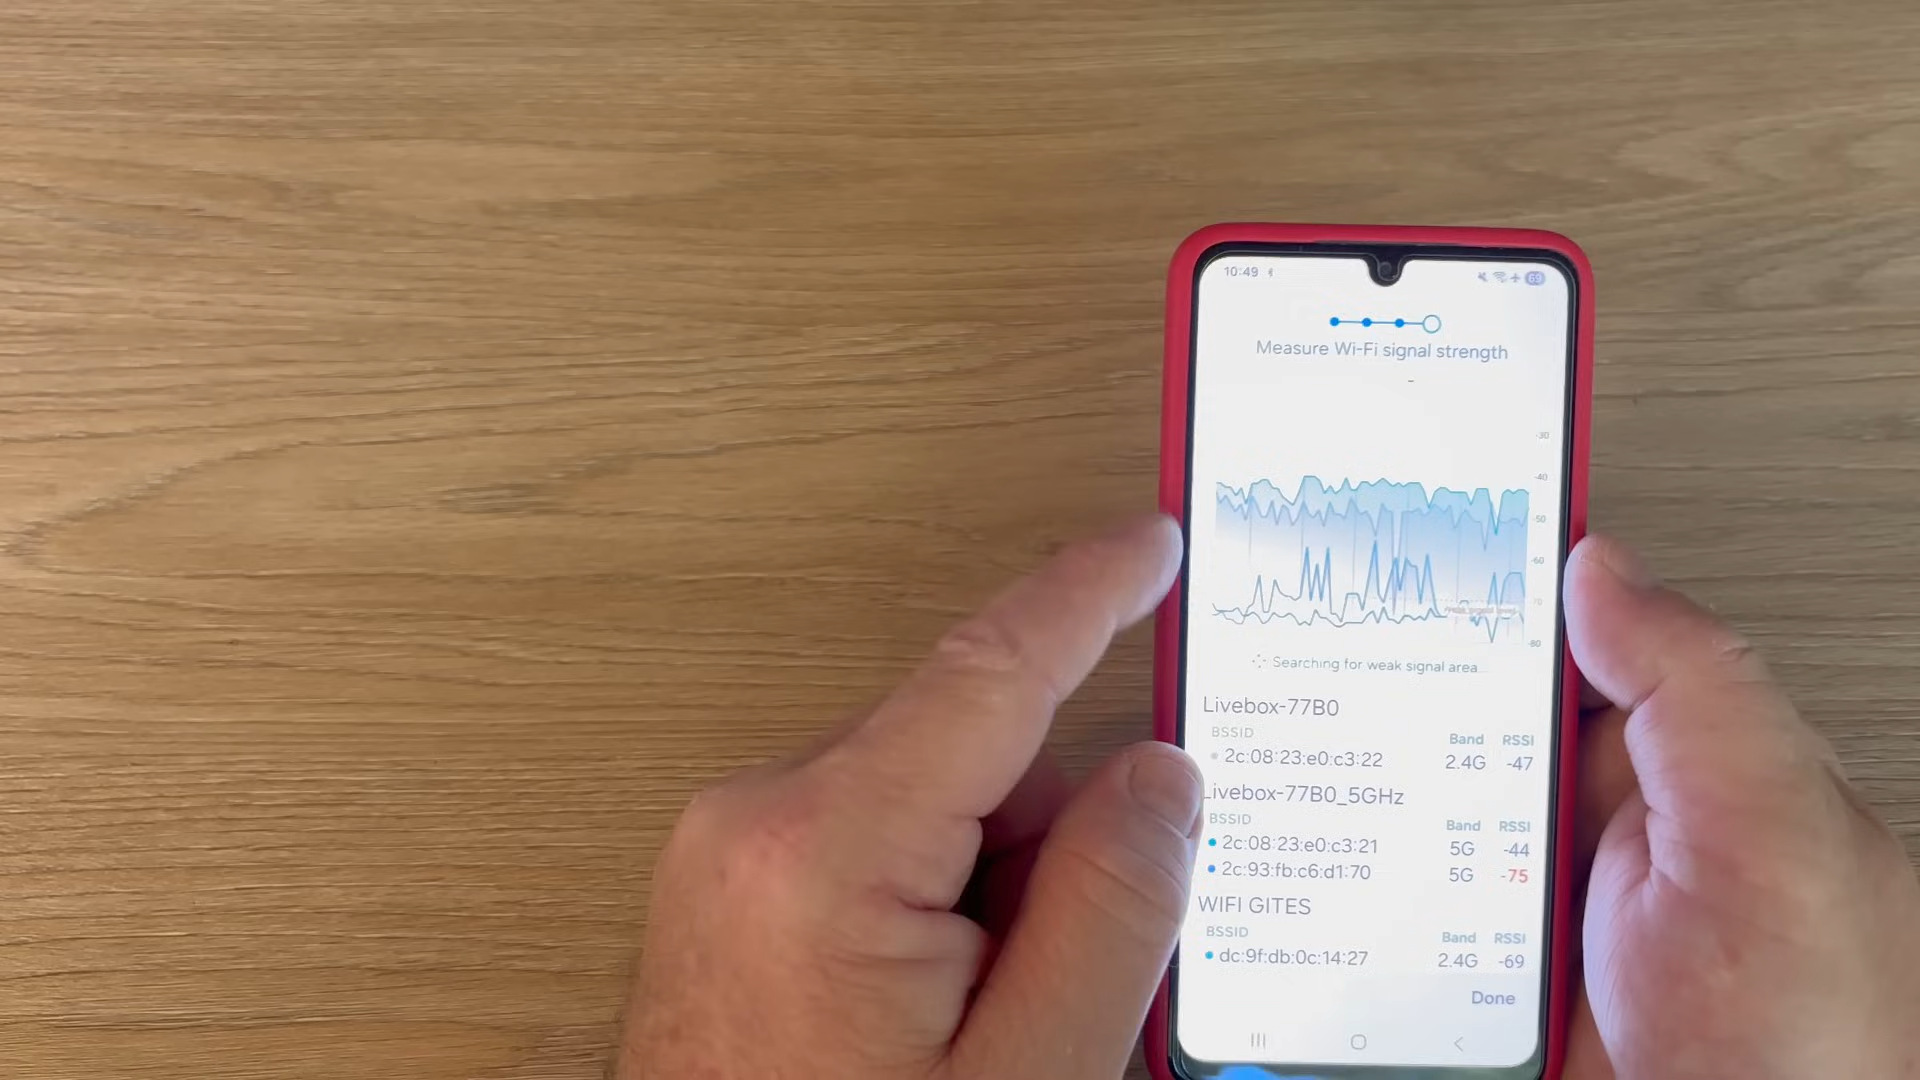 10:49
69
Measure Wi-Fi signal strength
-
-30
-40
-50
-60
-70
-80
Searching for weak signal area...
Livebox-77B0
BSSID Band RSSI
2c:08:23:e0:c3:22 2.4G -47
Livebox-77B0_5GHz
BSSID Band RSSI
2c:08:23:e0:c3:21 5G -44
2c:93:fb:c6:d1:70 5G -75
WIFI GITES
BSSID Band RSSI
dc:9f:db:0c:14:27 2.4G -69
Done